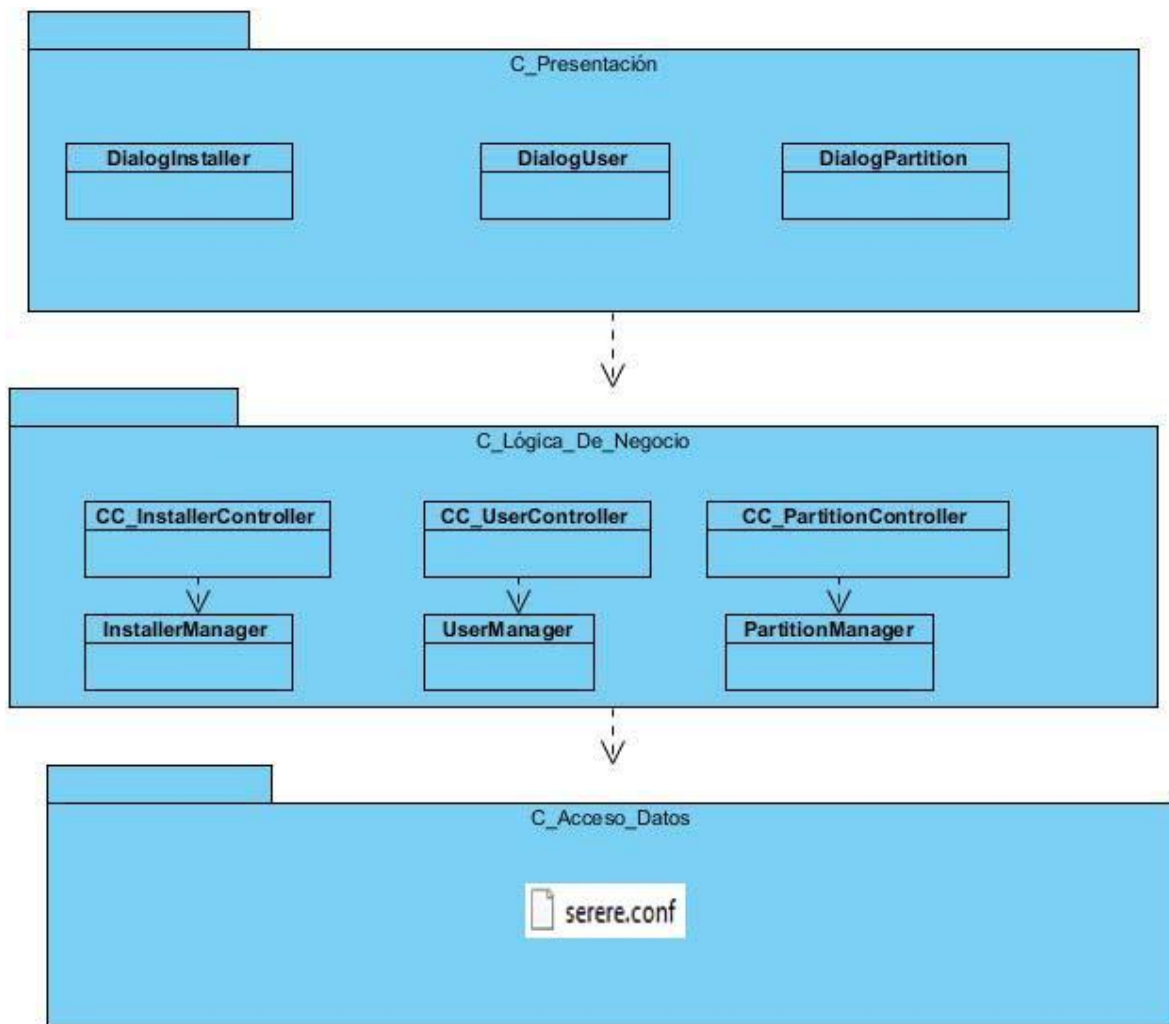 C_Presentación
DialogInstaller
DialogUser
DialogPartition
C_Lógica_De_Negocio
CC_InstallerController
CC_UserController
CC_PartitionController
InstallerManager
UserManager
PartitionManager
C_Acceso_Datos
serere.conf